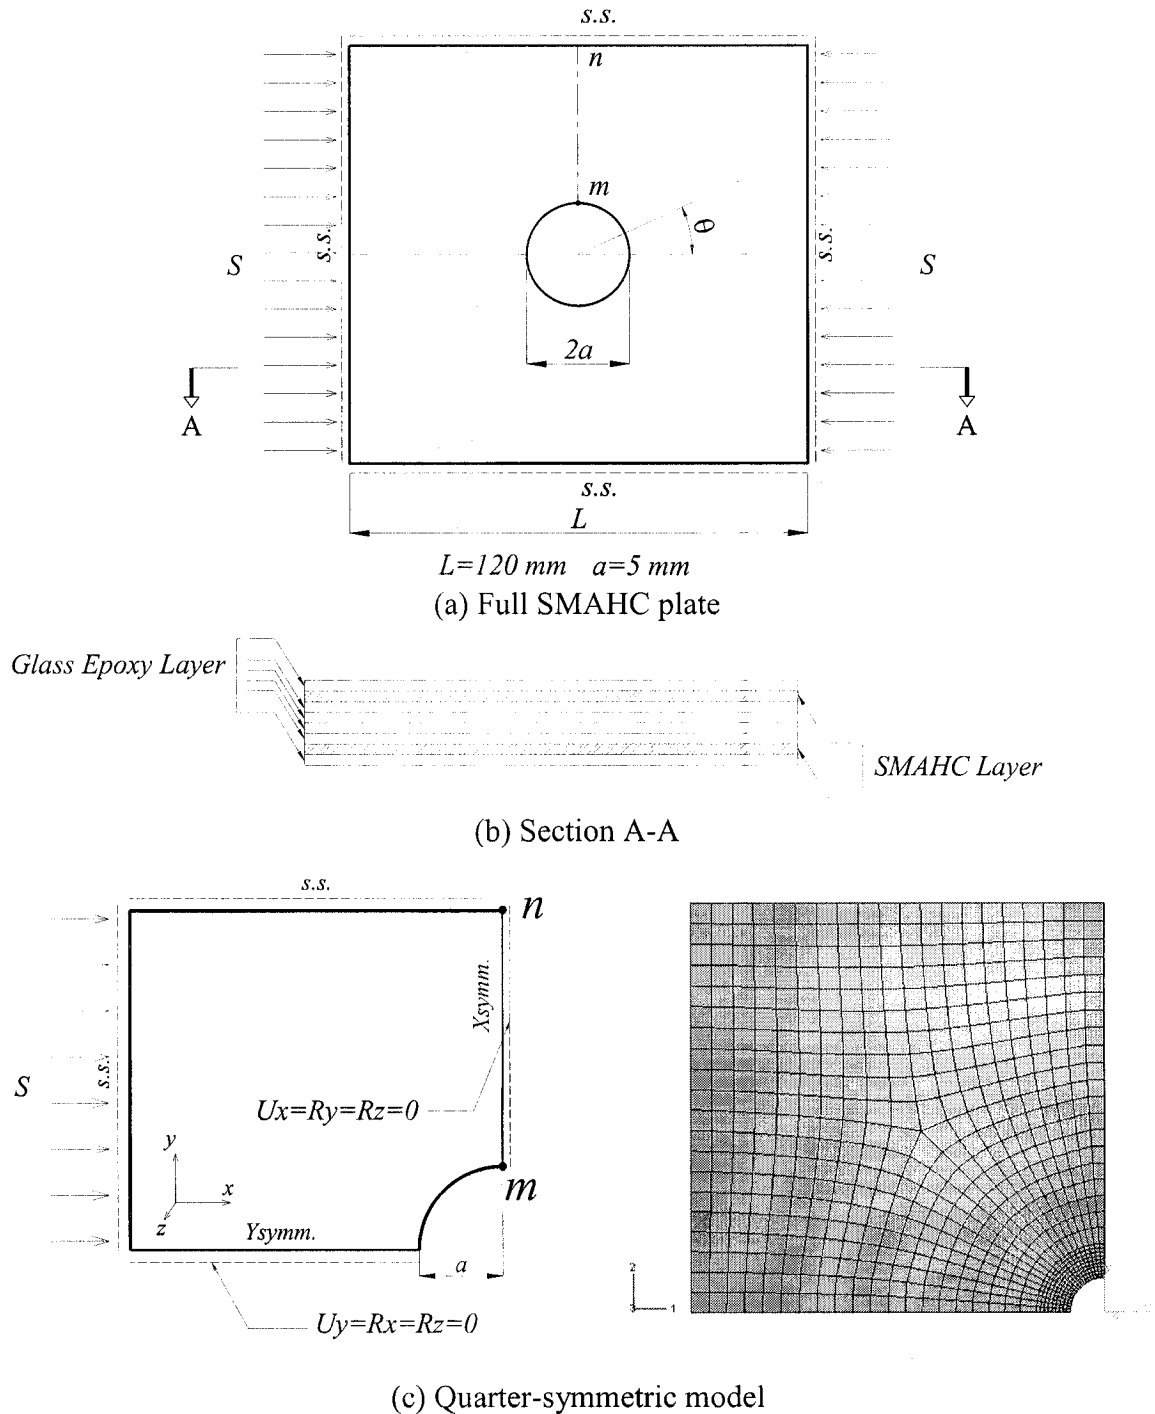 s.s.
n
m
θ
s.s.
s.s.
S
S
2a
A
A
s.s.
L
L=120 mm a=5 mm
(a) Full SMAHC plate
Glass Epoxy Layer
SMAHC Layer
(b) Section A-A
s.s.
n
Xsymm.
s.s.
S
Ux=Ry=Rz=0
y
x
z
m
Ysymm.
a
2
3
1
Uy=Rx=Rz=0
(c) Quarter-symmetric model